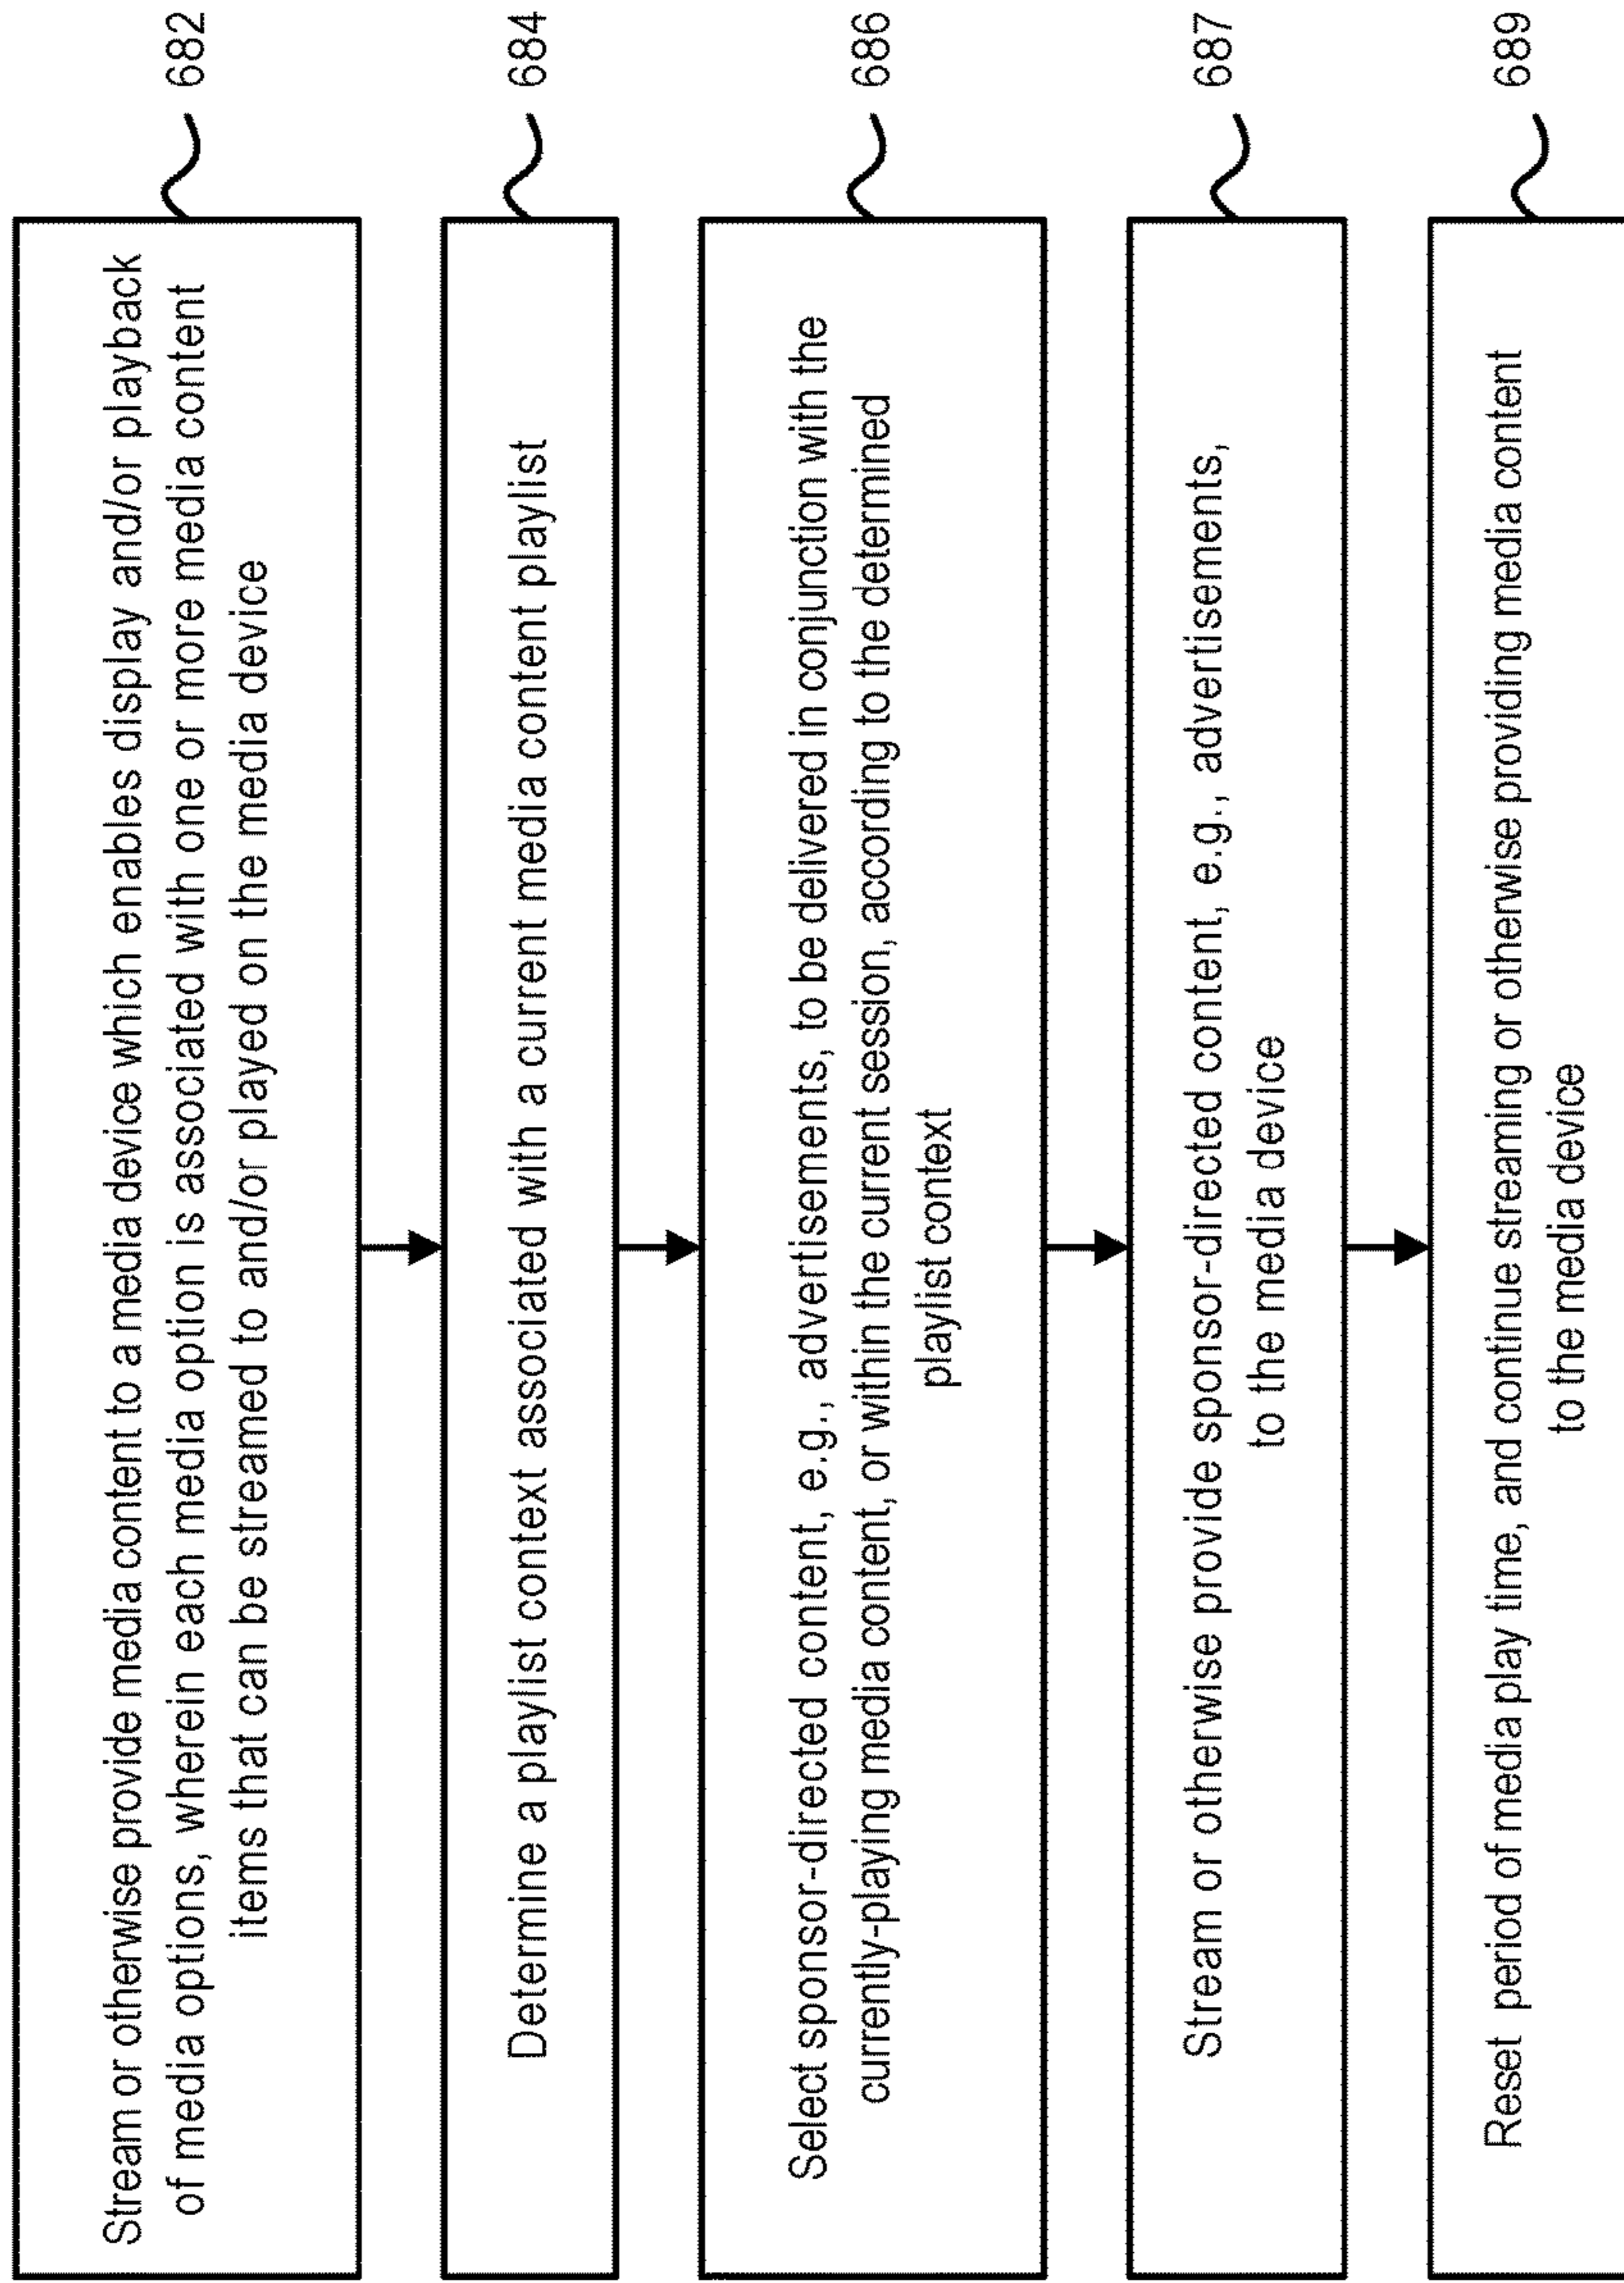 Stream or otherwise provide media content to a media device which enables display and/or playback
of media options, wherein each media option is associated with one or more media content
items that can be streamed to and/or played on the media device
682
Determine a playlist context associated with a current media content playlist
684
Select sponsor-directed content, e.g., advertisements, to be delivered in conjunction with the
currently-playing media content, or within the current session, according to the determined
playlist context
686
Stream or otherwise provide sponsor-directed content, e.g., advertisements,
to the media device
687
Reset period of media play time, and continue streaming or otherwise providing media content
to the media device
689